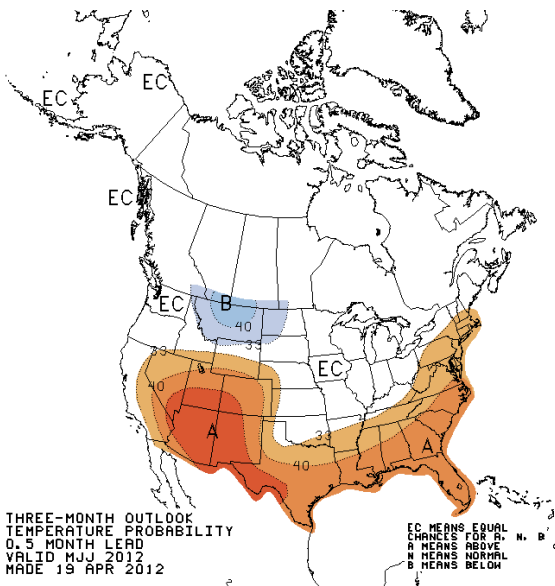 EC
EC
EC
EC
B
40
33
33
40
EC
A
33
40
A
THREE-MONTH OUTLOOK
TEMPERATURE PROBABILITY
0.5 MONTH LEAD
VALID MJJ 2012
MADE 19 APR 2012
EC MEANS EQUAL
CHANCES FOR A, N, B
A MEANS ABOVE
N MEANS NORMAL
B MEANS BELOW